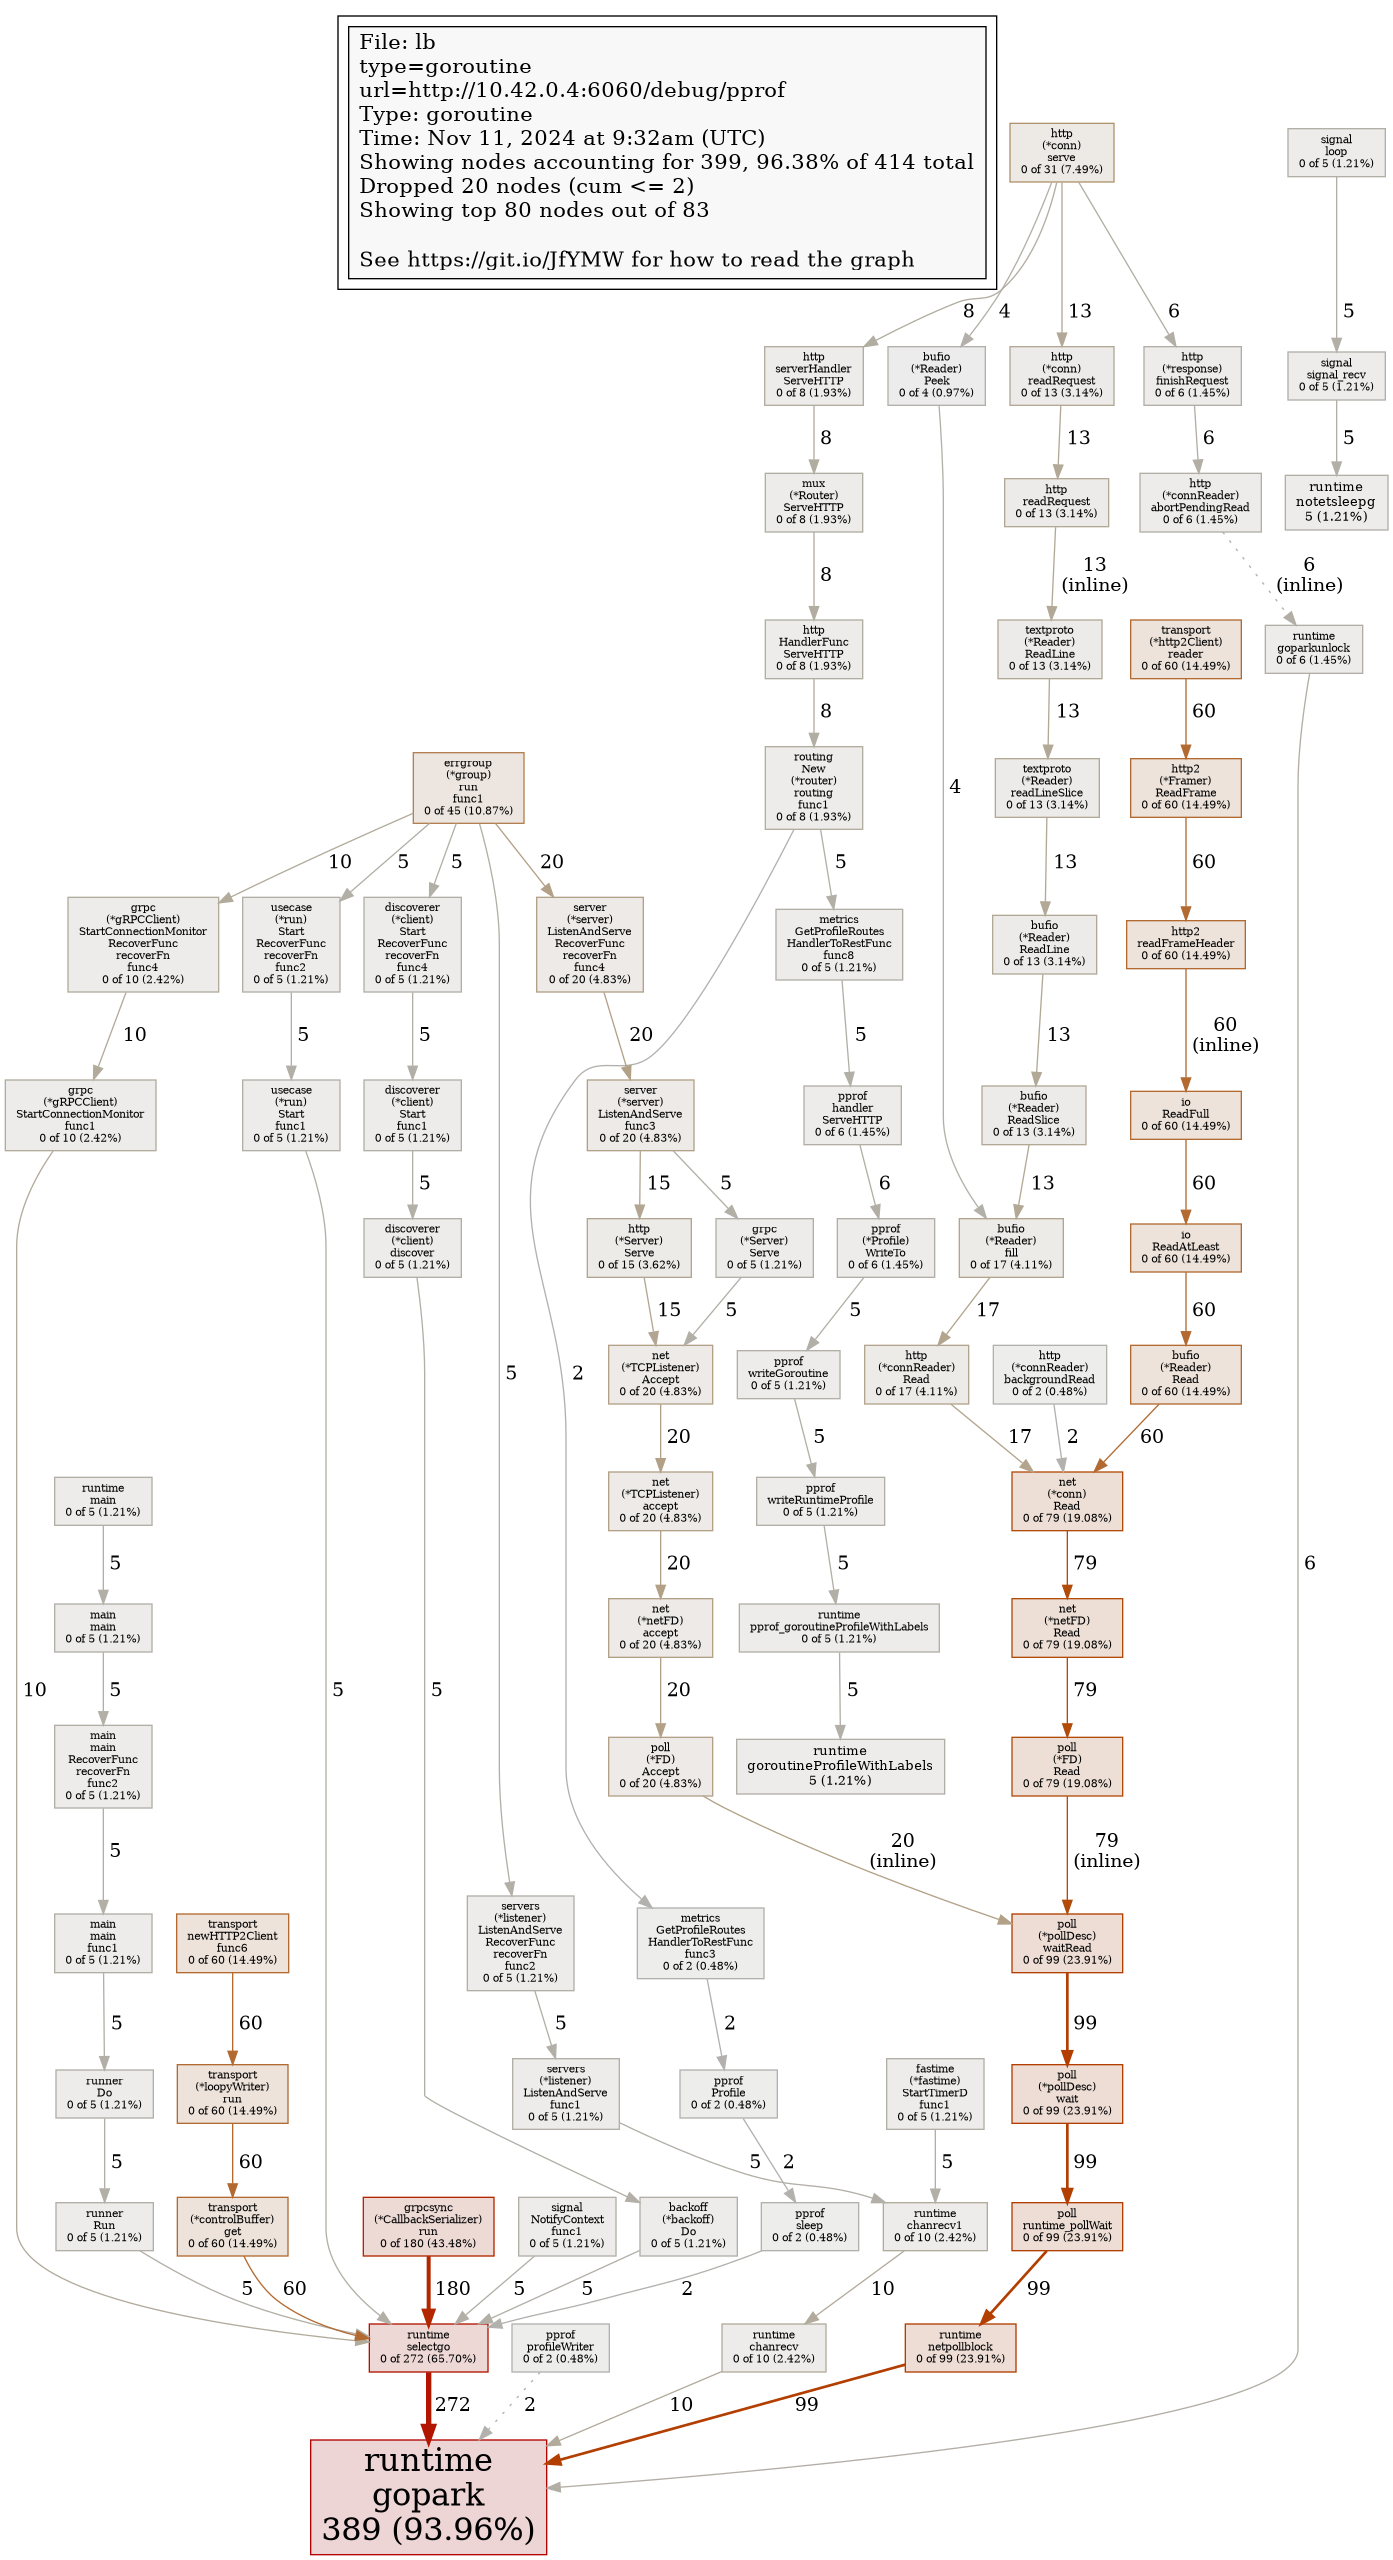 File: lb
type=goroutine
url=http://10.42.0.4:6060/debug/pprof
Type: goroutine
Time: Nov 11, 2024 at 9:32am (UTC)
Showing nodes accounting for 399, 96.38% of 414 total
Dropped 20 nodes (cum <= 2)
Showing top 80 nodes out of 83
See https://git.io/JfYMW for how to read the graph
http
(*conn)
serve
0 of 31 (7.49%)
signal
loop
0 of 5 (1.21%)
8
4
13
6
5
http
serverHandler
ServeHTTP
0 of 8 (1.93%)
bufio
(*Reader)
Peek
0 of 4 (0.97%)
http
(*conn)
readRequest
0 of 13 (3.14%)
http
(*response)
finishRequest
0 of 6 (1.45%)
signal
signal_recv
0 of 5 (1.21%)
8
13
6
5
mux
(*Router)
ServeHTTP
0 of 8 (1.93%)
http
readRequest
0 of 13 (3.14%)
http
(*connReader)
abortPendingRead
0 of 6 (1.45%)
runtime
notetsleepg
5 (1.21%)
8
13
(inline)
6
(inline)
http
HandlerFunc
ServeHTTP
0 of 8 (1.93%)
textproto
(*Reader)
ReadLine
0 of 13 (3.14%)
transport
(*http2Client)
reader
0 of 60 (14.49%)
runtime
goparkunlock
0 of 6 (1.45%)
8
13
60
errgroup
(*group)
run
func1
0 of 45 (10.87%)
routing
New
(*router)
routing
func1
0 of 8 (1.93%)
4
textproto
(*Reader)
readLineSlice
0 of 13 (3.14%)
http2
(*Framer)
ReadFrame
0 of 60 (14.49%)
10
5
5
20
5
13
60
grpc
(*gRPCClient)
StartConnectionMonitor
RecoverFunc
recoverFn
func4
0 of 10 (2.42%)
usecase
(*run)
Start
RecoverFunc
recoverFn
func2
0 of 5 (1.21%)
discoverer
(*client)
Start
RecoverFunc
recoverFn
func4
0 of 5 (1.21%)
server
(*server)
ListenAndServe
RecoverFunc
recoverFn
func4
0 of 20 (4.83%)
metrics
GetProfileRoutes
HandlerToRestFunc
func8
0 of 5 (1.21%)
bufio
(*Reader)
ReadLine
0 of 13 (3.14%)
http2
readFrameHeader
0 of 60 (14.49%)
10
5
5
20
5
13
60
(inline)
grpc
(*gRPCClient)
StartConnectionMonitor
func1
0 of 10 (2.42%)
usecase
(*run)
Start
func1
0 of 5 (1.21%)
discoverer
(*client)
Start
func1
0 of 5 (1.21%)
server
(*server)
ListenAndServe
func3
0 of 20 (4.83%)
pprof
handler
ServeHTTP
0 of 6 (1.45%)
bufio
(*Reader)
ReadSlice
0 of 13 (3.14%)
io
ReadFull
0 of 60 (14.49%)
5
15
5
6
13
60
discoverer
(*client)
discover
0 of 5 (1.21%)
http
(*Server)
Serve
0 of 15 (3.62%)
grpc
(*Server)
Serve
0 of 5 (1.21%)
pprof
(*Profile)
WriteTo
0 of 6 (1.45%)
bufio
(*Reader)
fill
0 of 17 (4.11%)
io
ReadAtLeast
0 of 60 (14.49%)
15
5
5
17
60
5
2
net
(*TCPListener)
Accept
0 of 20 (4.83%)
pprof
writeGoroutine
0 of 5 (1.21%)
http
(*connReader)
Read
0 of 17 (4.11%)
http
(*connReader)
backgroundRead
0 of 2 (0.48%)
bufio
(*Reader)
Read
0 of 60 (14.49%)
20
5
17
2
60
runtime
main
0 of 5 (1.21%)
net
(*TCPListener)
accept
0 of 20 (4.83%)
pprof
writeRuntimeProfile
0 of 5 (1.21%)
net
(*conn)
Read
0 of 79 (19.08%)
5
20
5
79
6
main
main
0 of 5 (1.21%)
net
(*netFD)
accept
0 of 20 (4.83%)
runtime
pprof_goroutineProfileWithLabels
0 of 5 (1.21%)
net
(*netFD)
Read
0 of 79 (19.08%)
10
5
5
5
20
5
79
main
main
RecoverFunc
recoverFn
func2
0 of 5 (1.21%)
poll
(*FD)
Accept
0 of 20 (4.83%)
runtime
goroutineProfileWithLabels
5 (1.21%)
poll
(*FD)
Read
0 of 79 (19.08%)
5
20
(inline)
79
(inline)
main
main
func1
0 of 5 (1.21%)
transport
newHTTP2Client
func6
0 of 60 (14.49%)
servers
(*listener)
ListenAndServe
RecoverFunc
recoverFn
func2
0 of 5 (1.21%)
metrics
GetProfileRoutes
HandlerToRestFunc
func3
0 of 2 (0.48%)
poll
(*pollDesc)
waitRead
0 of 99 (23.91%)
5
60
5
2
99
runner
Do
0 of 5 (1.21%)
transport
(*loopyWriter)
run
0 of 60 (14.49%)
servers
(*listener)
ListenAndServe
func1
0 of 5 (1.21%)
pprof
Profile
0 of 2 (0.48%)
fastime
(*fastime)
StartTimerD
func1
0 of 5 (1.21%)
poll
(*pollDesc)
wait
0 of 99 (23.91%)
5
60
5
2
5
99
runner
Run
0 of 5 (1.21%)
transport
(*controlBuffer)
get
0 of 60 (14.49%)
grpcsync
(*CallbackSerializer)
run
0 of 180 (43.48%)
signal
NotifyContext
func1
0 of 5 (1.21%)
backoff
(*backoff)
Do
0 of 5 (1.21%)
pprof
sleep
0 of 2 (0.48%)
runtime
chanrecv1
0 of 10 (2.42%)
poll
runtime_pollWait
0 of 99 (23.91%)
5
60
180
5
5
2
10
99
runtime
selectgo
0 of 272 (65.70%)
pprof
profileWriter
0 of 2 (0.48%)
runtime
chanrecv
0 of 10 (2.42%)
runtime
netpollblock
0 of 99 (23.91%)
272
2
10
99
runtime
gopark
389 (93.96%)